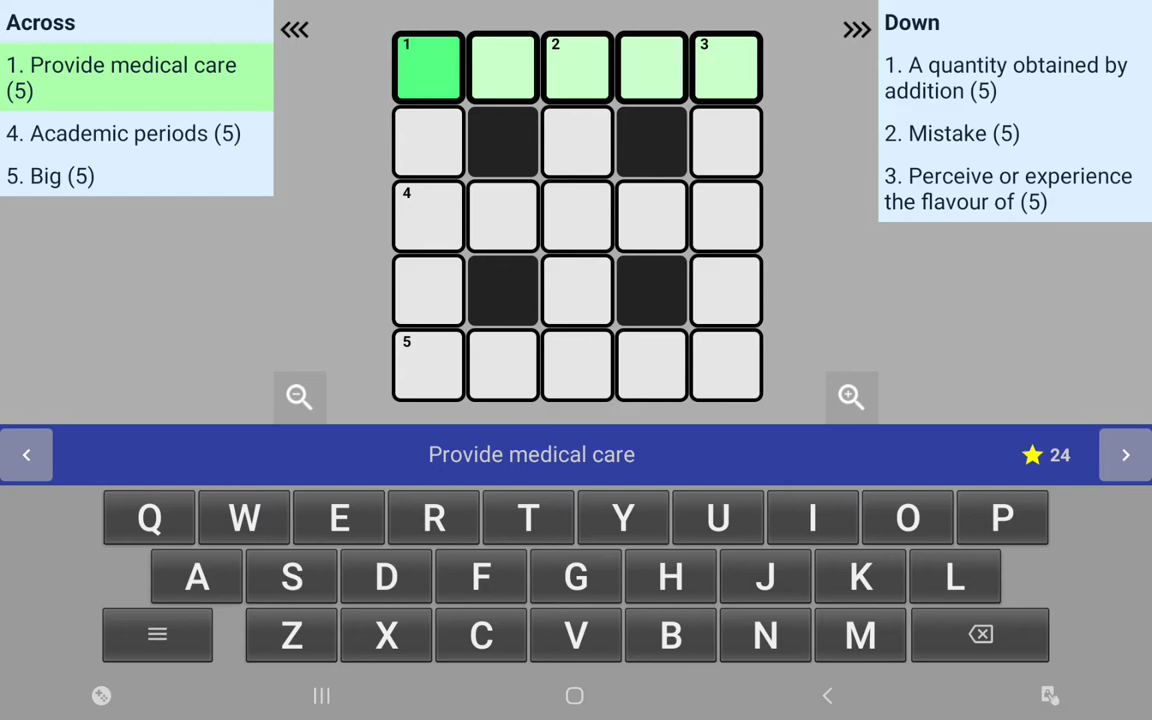 Across
1. Provide medical care
(5)
4. Academic periods (5)
5. Big (5)
1
2
3
4
5
Down
1. A quantity obtained by
addition (5)
2. Mistake (5)
3. Perceive or experience
the flavour of (5)
Provide medical care
24
Q W E R T Y U I O P
A S D F G H J K L
Z X C V B N M